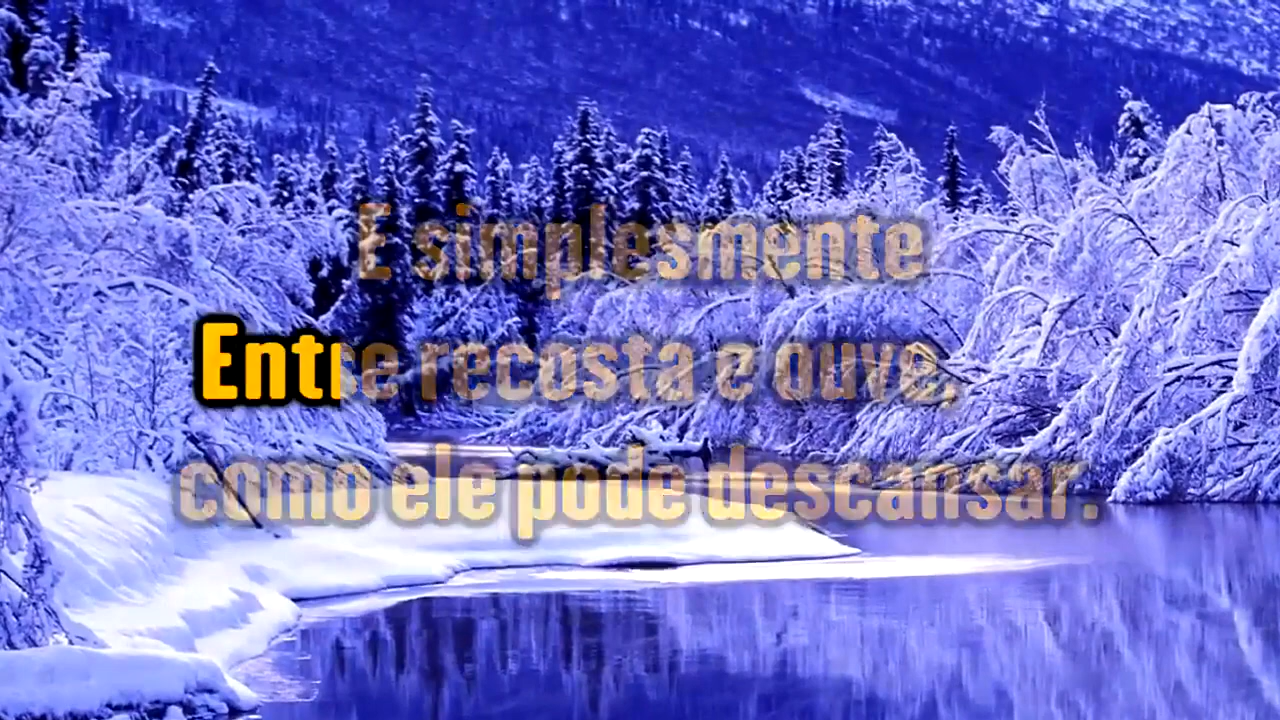 E simplesmente
Entre recosta e ouve,
como ele pode descansar.